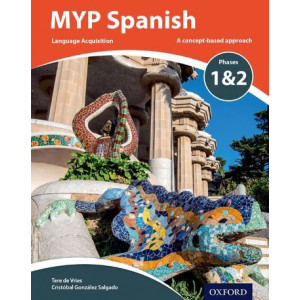 MYP Spanish
Language Acquisition
A concept-based approach
Phases
1&2
Tere de Vries
Cristóbal González Salgado
OXFORD